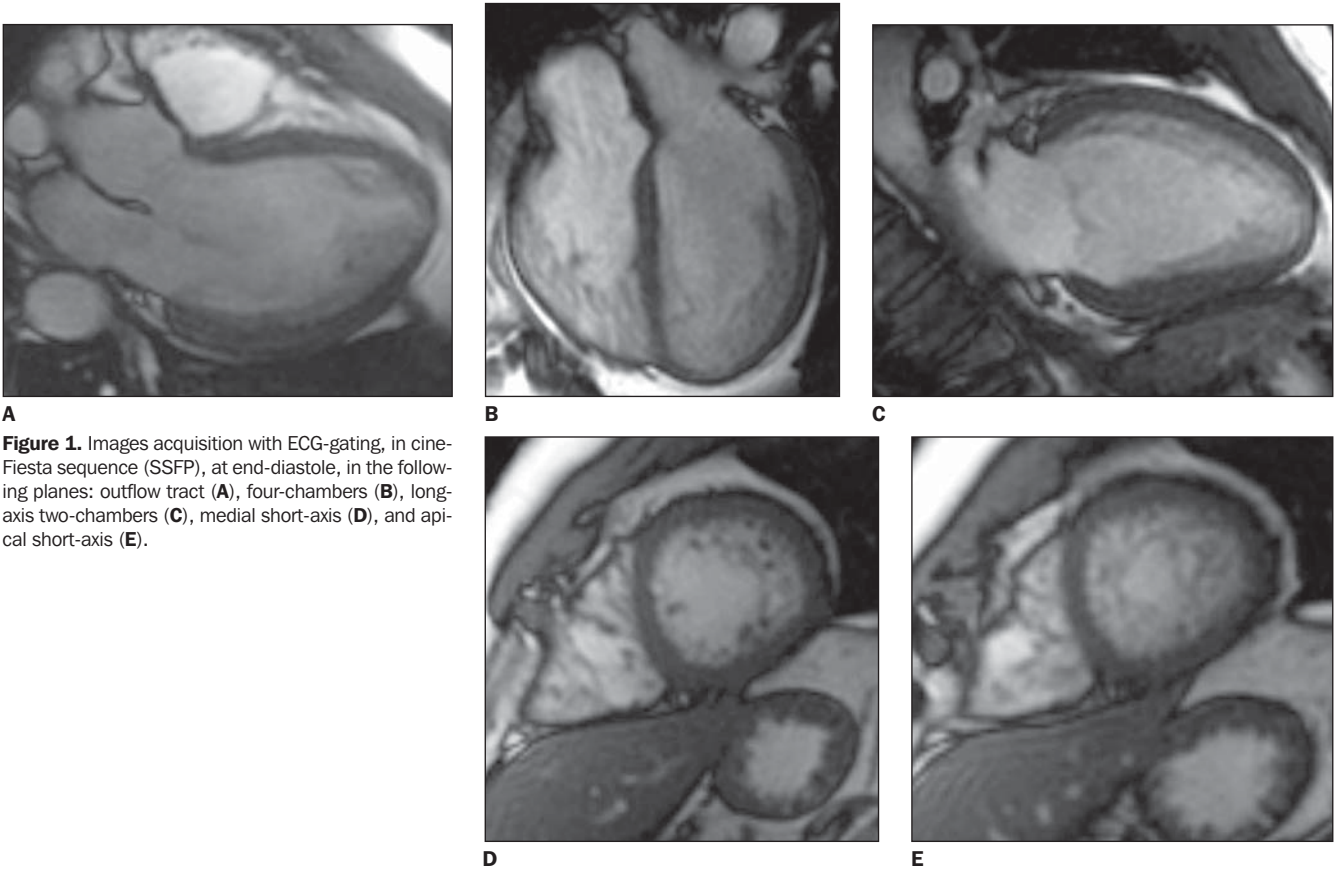 A
B
C
Figure 1. Images acquisition with ECG-gating, in cine-
Fiesta sequence (SSFP), at end-diastole, in the follow-
ing planes: outflow tract (A), four-chambers (B), long-
axis two-chambers (C), medial short-axis (D), and api-
cal short-axis (E).
D
E